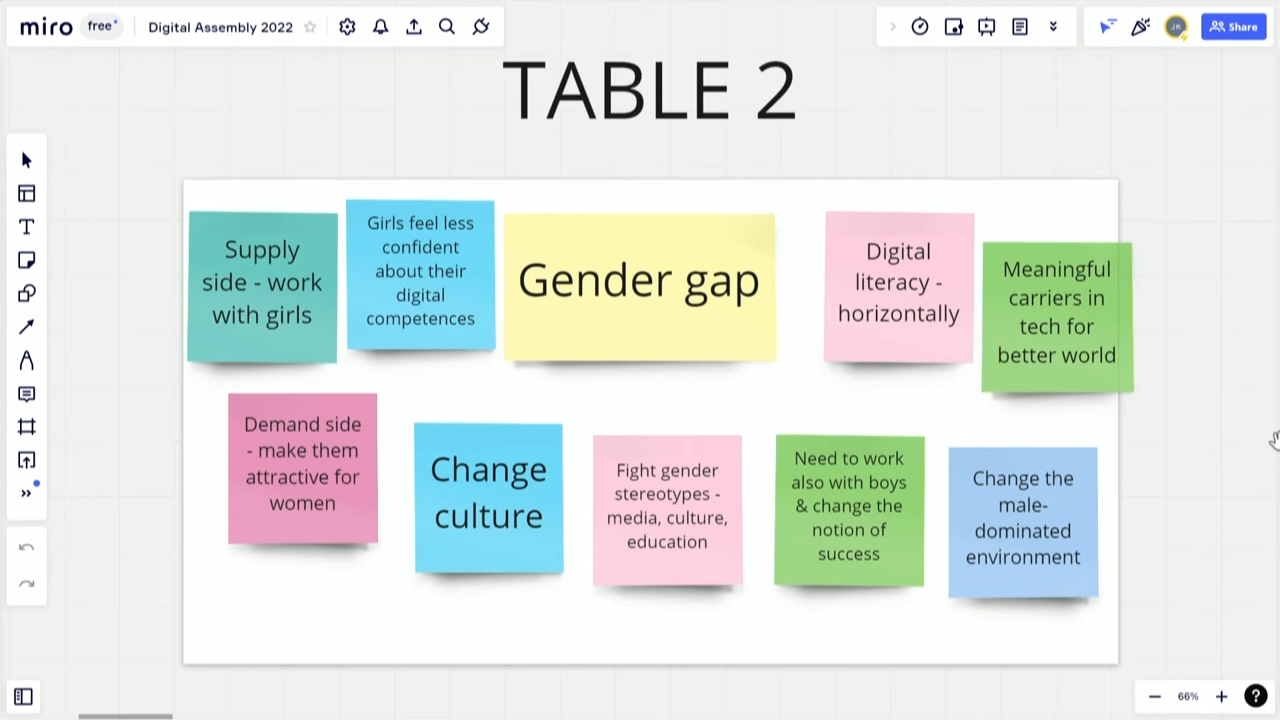 miro free Digital Assembly 2022
JK Share
TABLE 2
Supply
side - work
with girls
Girls feel less
confident
about their
digital
competences
Gender gap
Digital
literacy -
horizontally
Meaningful
carriers in
tech for
better world
Demand side
- make them
attractive for
women
Change
culture
Fight gender
stereotypes -
media, culture,
education
Need to work
also with boys
& change the
notion of
success
Change the
male-
dominated
environment
66%